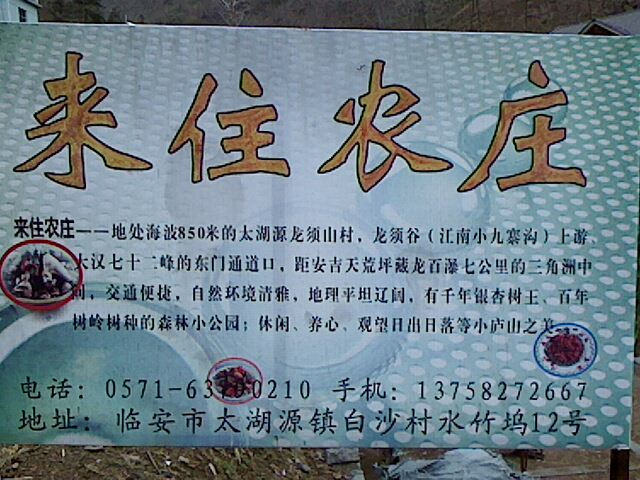 来住农庄
来住农庄——地处海波850米的太湖源龙须山村，龙须谷（江南小九寨沟）上游、
大汉七十二峰的东门通道口，距安吉天荒坪藏龙百瀑七公里的三角洲中
间，交通便捷，自然环境清雅，地理平坦辽阔，有千年银杏树王、百年
树岭树种的森林小公园；休闲、养心、观望日出日落等小庐山之美。
电话：0571-63700210 手机：13758272667
地址：临安市太湖源镇白沙村水竹坞12号